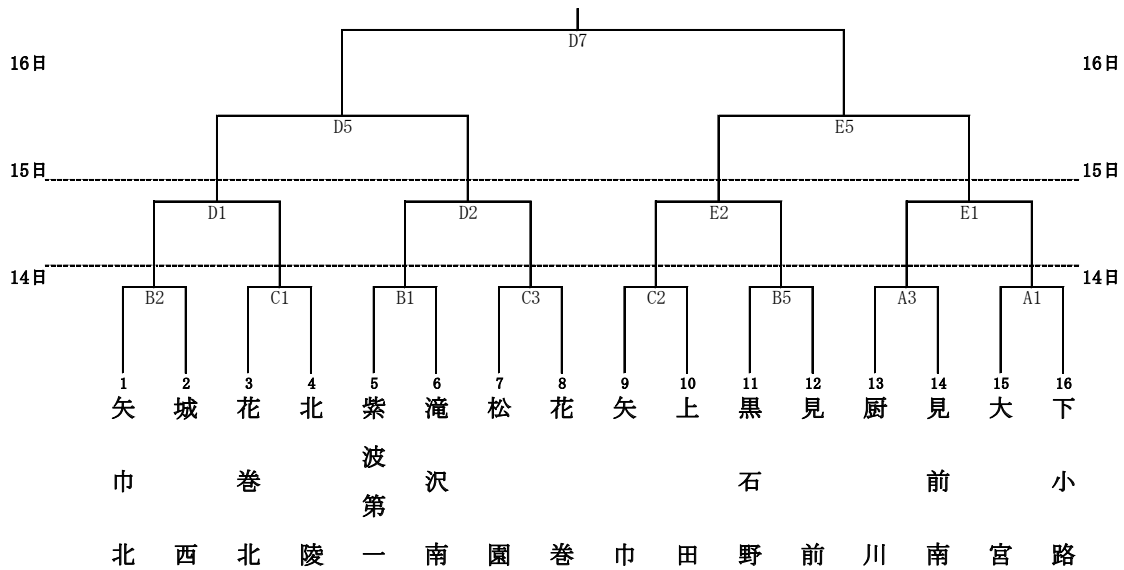 D7
16日
16日
D5
E5
15日
15日
D1
D2
E2
E1
14日
14日
B2
C1
B1
C3
C2
B5
A3
A1
1
2
3
4
5
6
7
8
9
10
11
12
13
14
15
16
矢巾北
城西
花巻北
北陵
紫波第一
滝沢南
松園
花巻
矢巾
上田
黒石野
見前
厨川
見前南
大宮
下小路